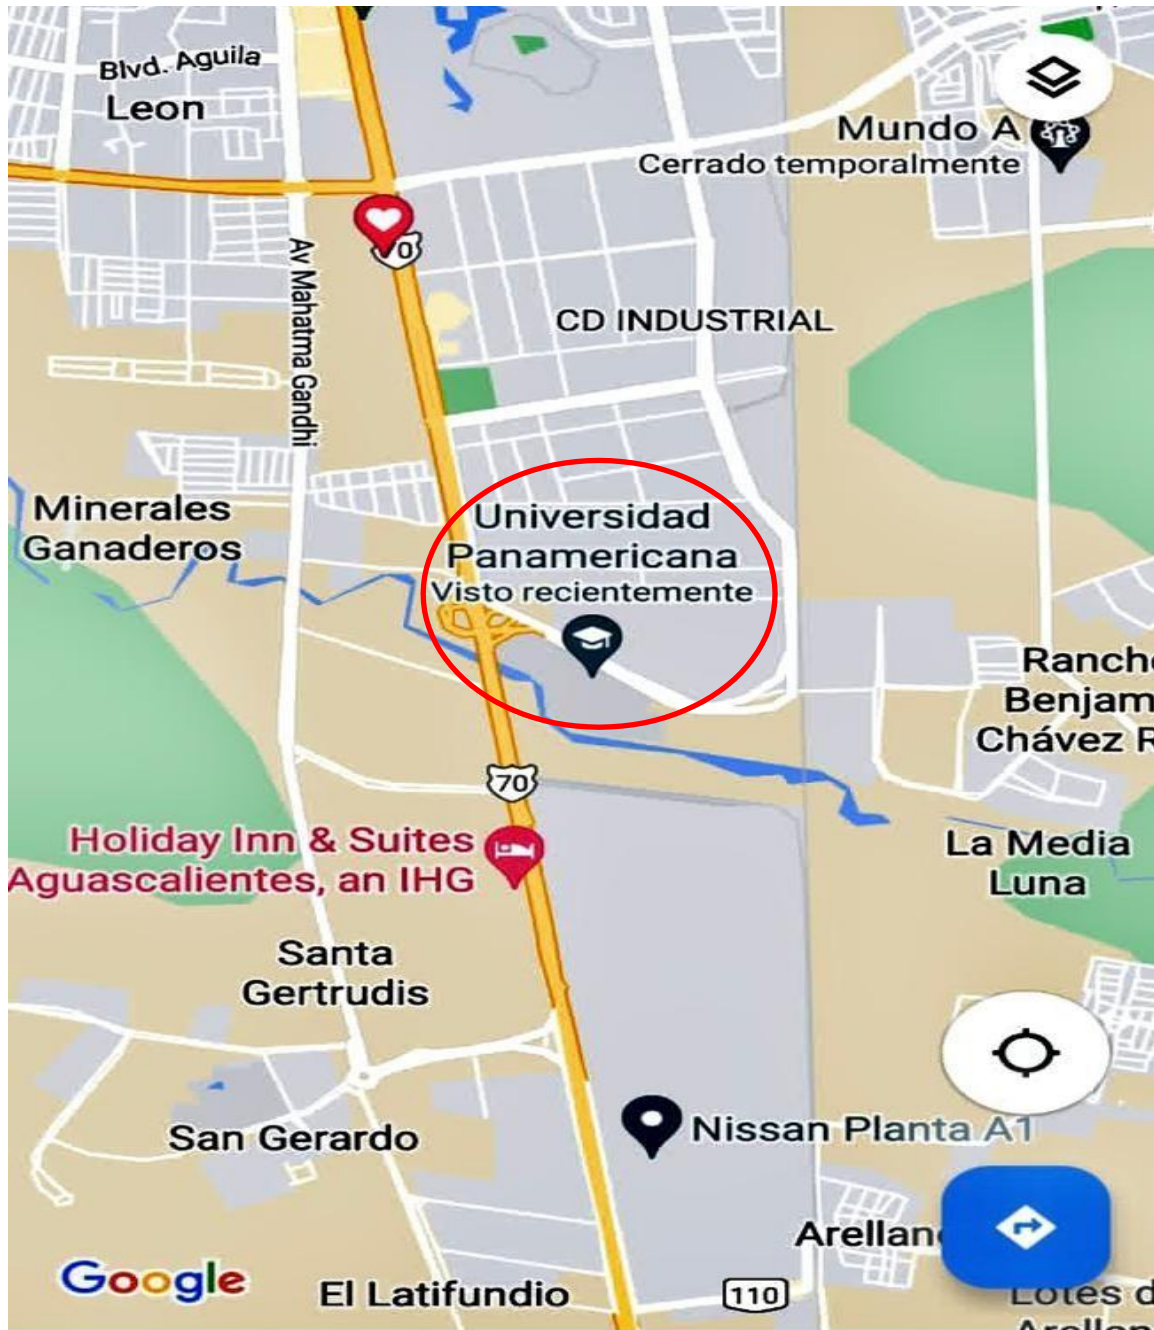 Blvd. Aguila
Leon
Mundo A
Cerrado temporalmente
70
Av Mahatma Gandhi
CD INDUSTRIAL
Minerales
Ganaderos
Universidad
Panamericana
Visto recientemente
Ranch
Benjam
Chávez R
70
Holiday Inn & Suites
Aguascalientes, an IHG
La Media
Luna
Santa
Gertrudis
San Gerardo
Nissan Planta A1
Arellan
Google
El Latifundio
110
Lotes d
Arellan